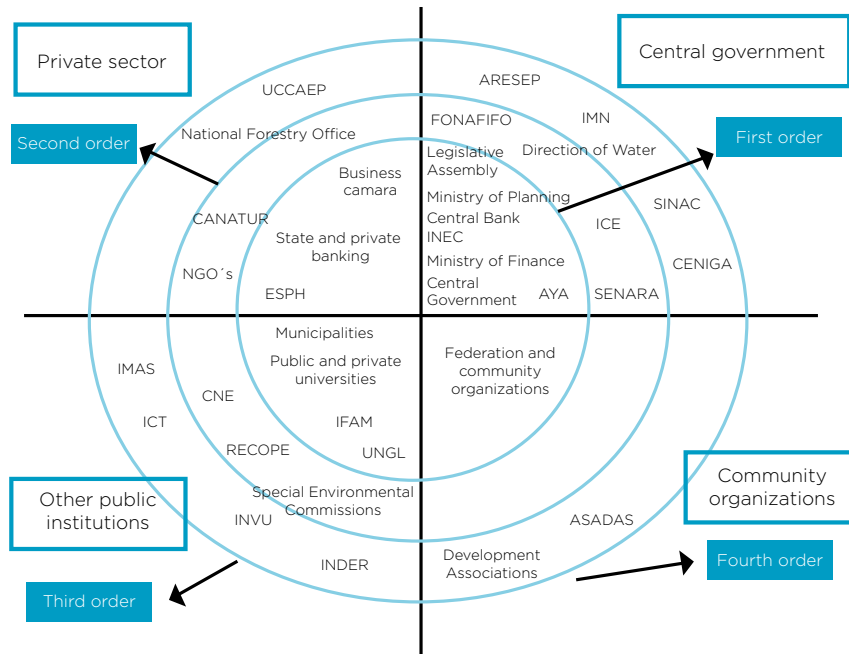 Private sector
Central government
UCCAEP
ARESEP
Second order
National Forestry Office
FONAFIFO
IMN
First order
Legislative
Assembly
Direction of Water
Business
camara
Ministry of Planning
SINAC
CANATUR
Central Bank
INEC
ICE
State and private
banking
Ministry of Finance
CENIGA
NGO´s
ESPH
Central
Government
AYA
SENARA
Municipalities
Public and private
universities
Federation and
community
organizations
IMAS
CNE
ICT
IFAM
RECOPE
UNGL
Other public
institutions
Special Environmental
Commissions
Community
organizations
INVU
ASADAS
INDER
Development
Associations
Fourth order
Third order